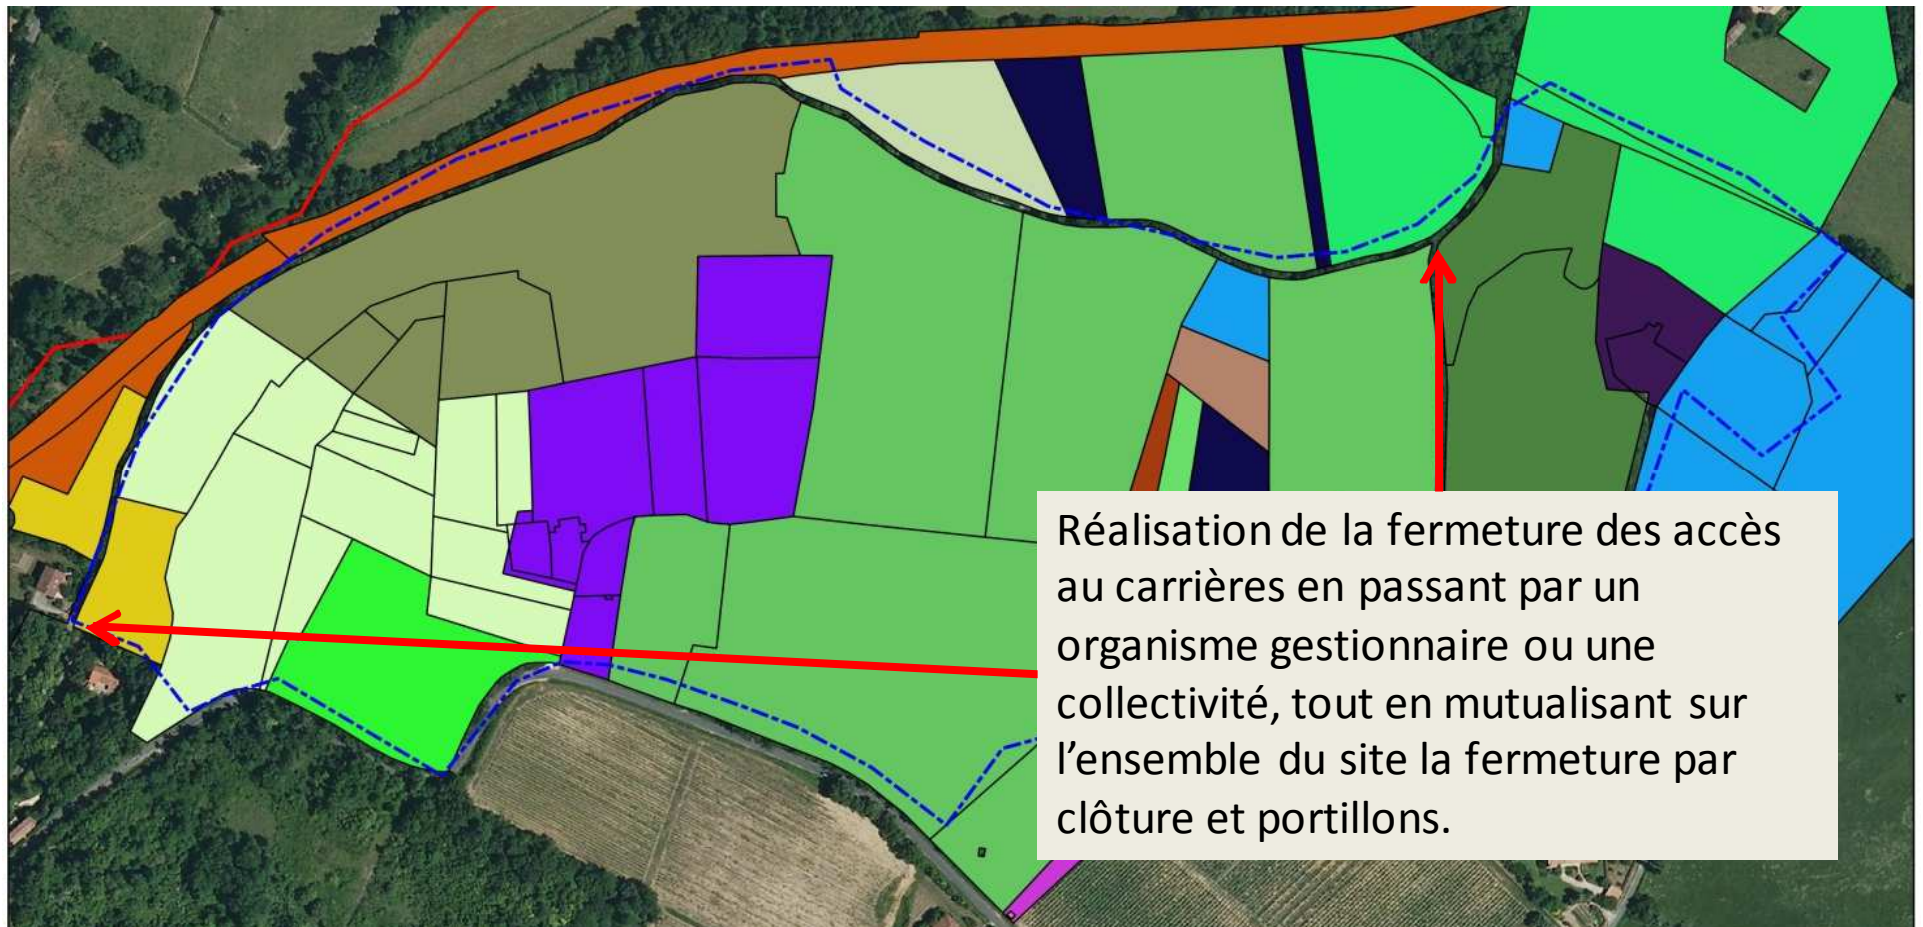 Réalisation de la fermeture des accès
au carrières en passant par un
organisme gestionnaire ou une
collectivité, tout en mutualisant sur
l’ensemble du site la fermeture par
clôture et portillons.